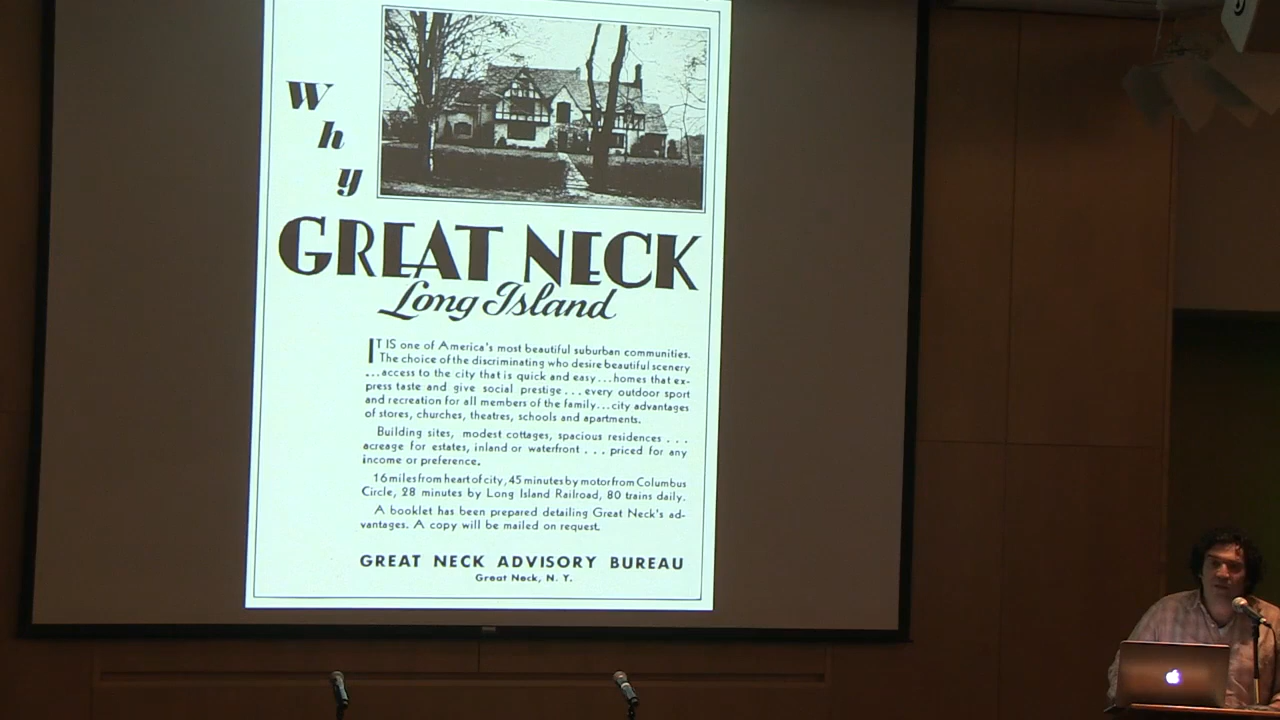 Why
GREAT NECK
Long Island
IT IS one of America's most beautiful suburban communities.
The choice of the discriminating who desire beautiful scenery
...access to the city that is quick and easy...homes that ex-
press taste and give social prestige...every outdoor sport
and recreation for all members of the family...city advantages
of stores, churches, theatres, schools and apartments.
Building sites, modest cottages, spacious residences . . .
acreage for estates, inland or waterfront . . . priced for any
income or preference.
16 miles from heart of city, 45 minutes by motor from Columbus
Circle, 28 minutes by Long Island Railroad, 80 trains daily.
A booklet has been prepared detailing Great Neck's ad-
vantages. A copy will be mailed on request.
GREAT NECK ADVISORY BUREAU
Great Neck, N. Y.